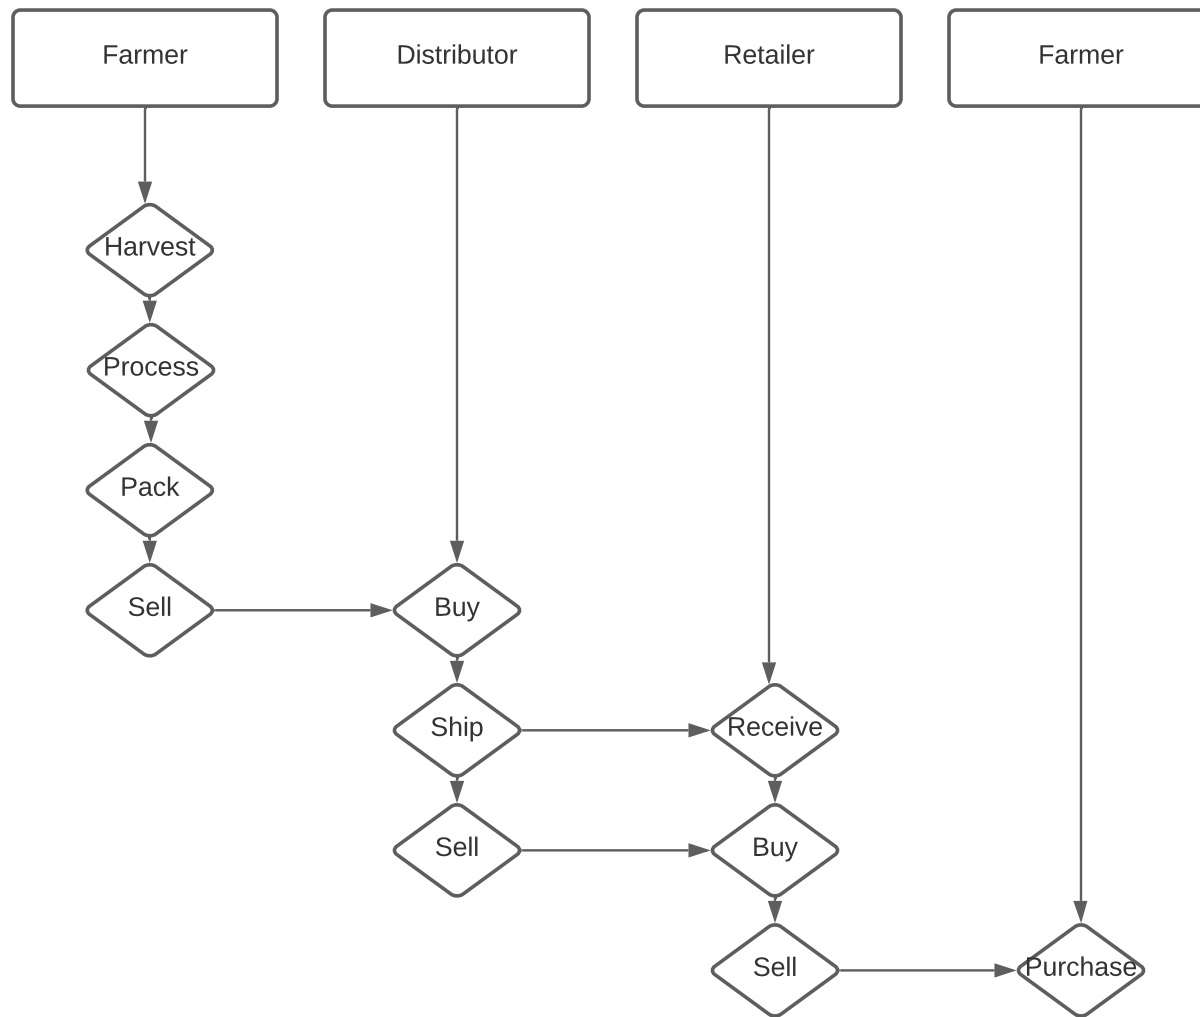 Farmer
Distributor
Retailer
Farmer
Harvest
Process
Pack
Sell
Buy
Ship
Receive
Sell
Buy
Sell
Purchase